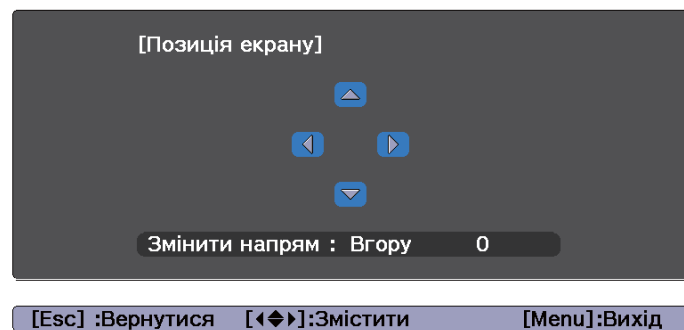 [Позиція екрану]
Змінити напрям : Вгору 0
[Esc] :Вернутися [◀◆▶]:Змістити [Menu]:Вихід